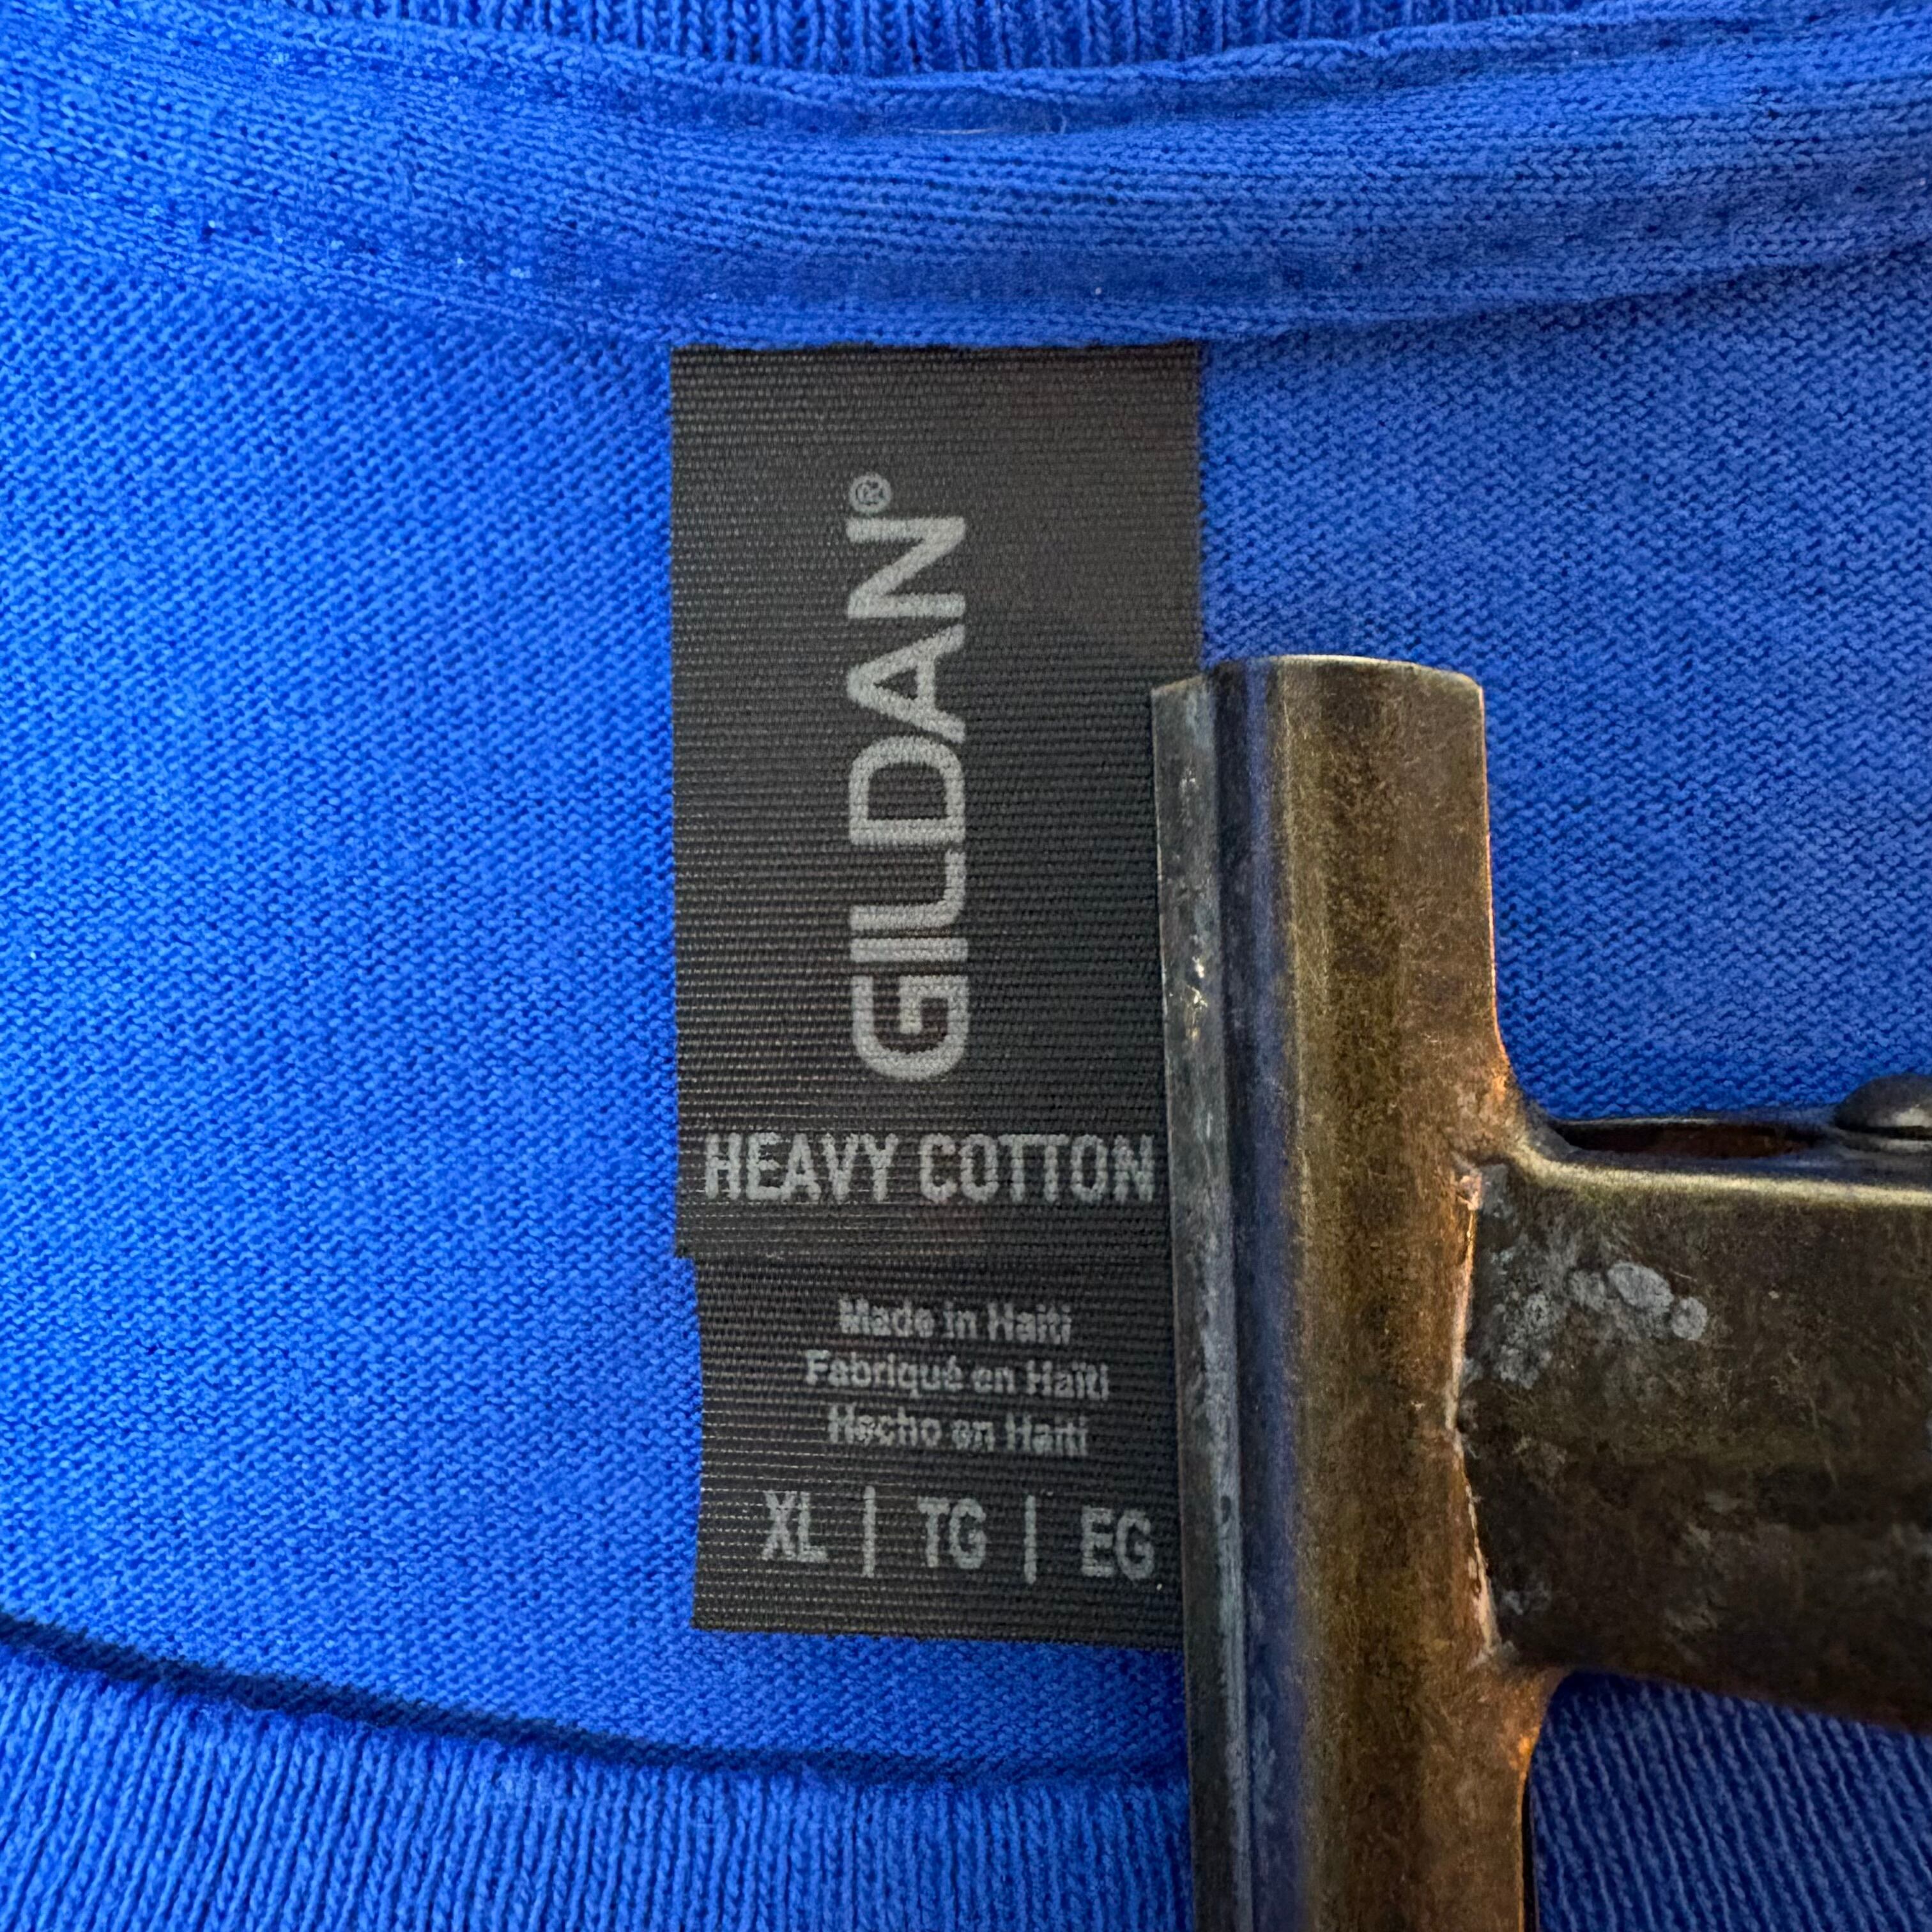 GILDAN®
HEAVY COTTON
Made in Haiti
Fabriqué en Haïti
Hecho en Haití
XL | TG | EG